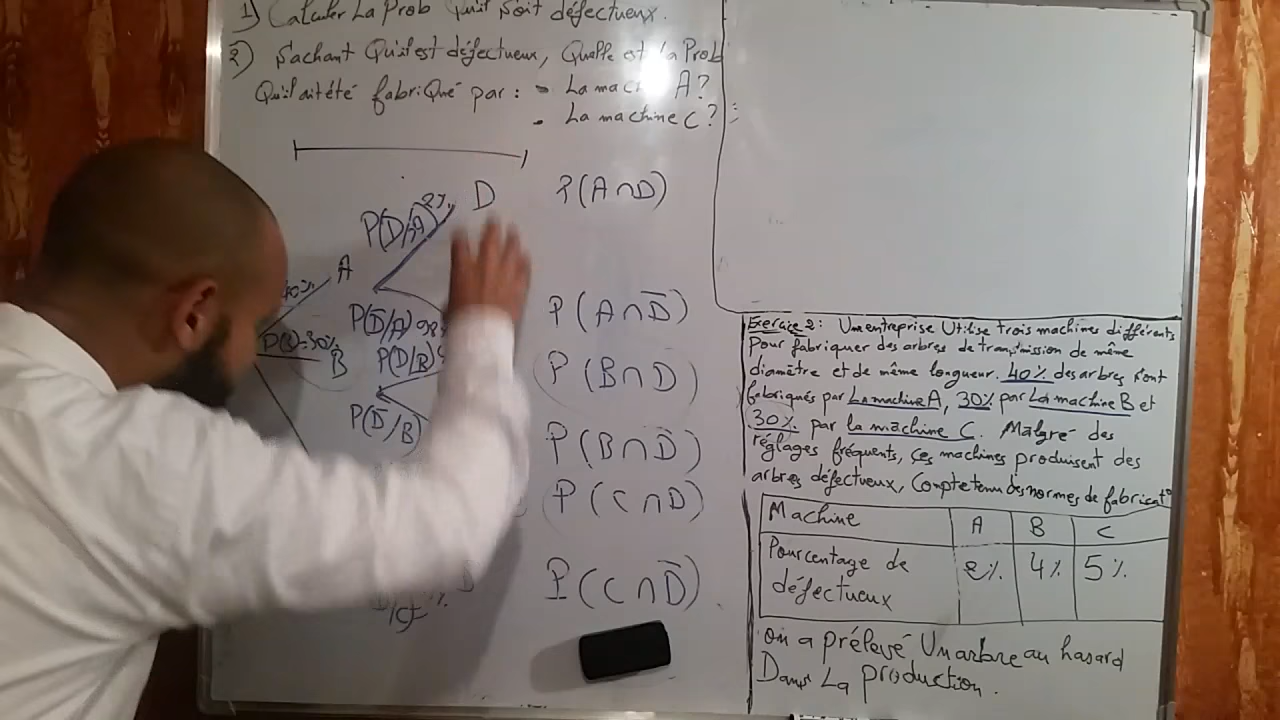 1) Calculer La Prob qu'il soit défectueux.
2) Sachant Qu'il est défectueux, Quelle est la Prob
Qu'il ait été fabriqué par : - La mac A?
- La machine C?
P(D/A) 2% D P(A∩D)
40% A
P(D̅/A) 98 P(A∩D̅)
P(B)=30% B
P(D/B) P(B∩D)
P(D̅/B) P(B∩D̅)
P(C∩D)
D P(C∩D̅)
Exercice 2: Une entreprise Utilise trois machines différents
Pour fabriquer des arbres de transmission de même
diamètre et de même longueur. 40% des arbres sont
fabriqués par La machine A, 30% par La machine B et
30% par la machine C. Malgré des
réglages fréquents, ces machines produisent des
arbres défectueux, Compte tenu des normes de fabricat°
Machine A B C
Pourcentage de 2% 4% 5%
défectueux
on a prélevé Un arbre au hasard
Dans La production.